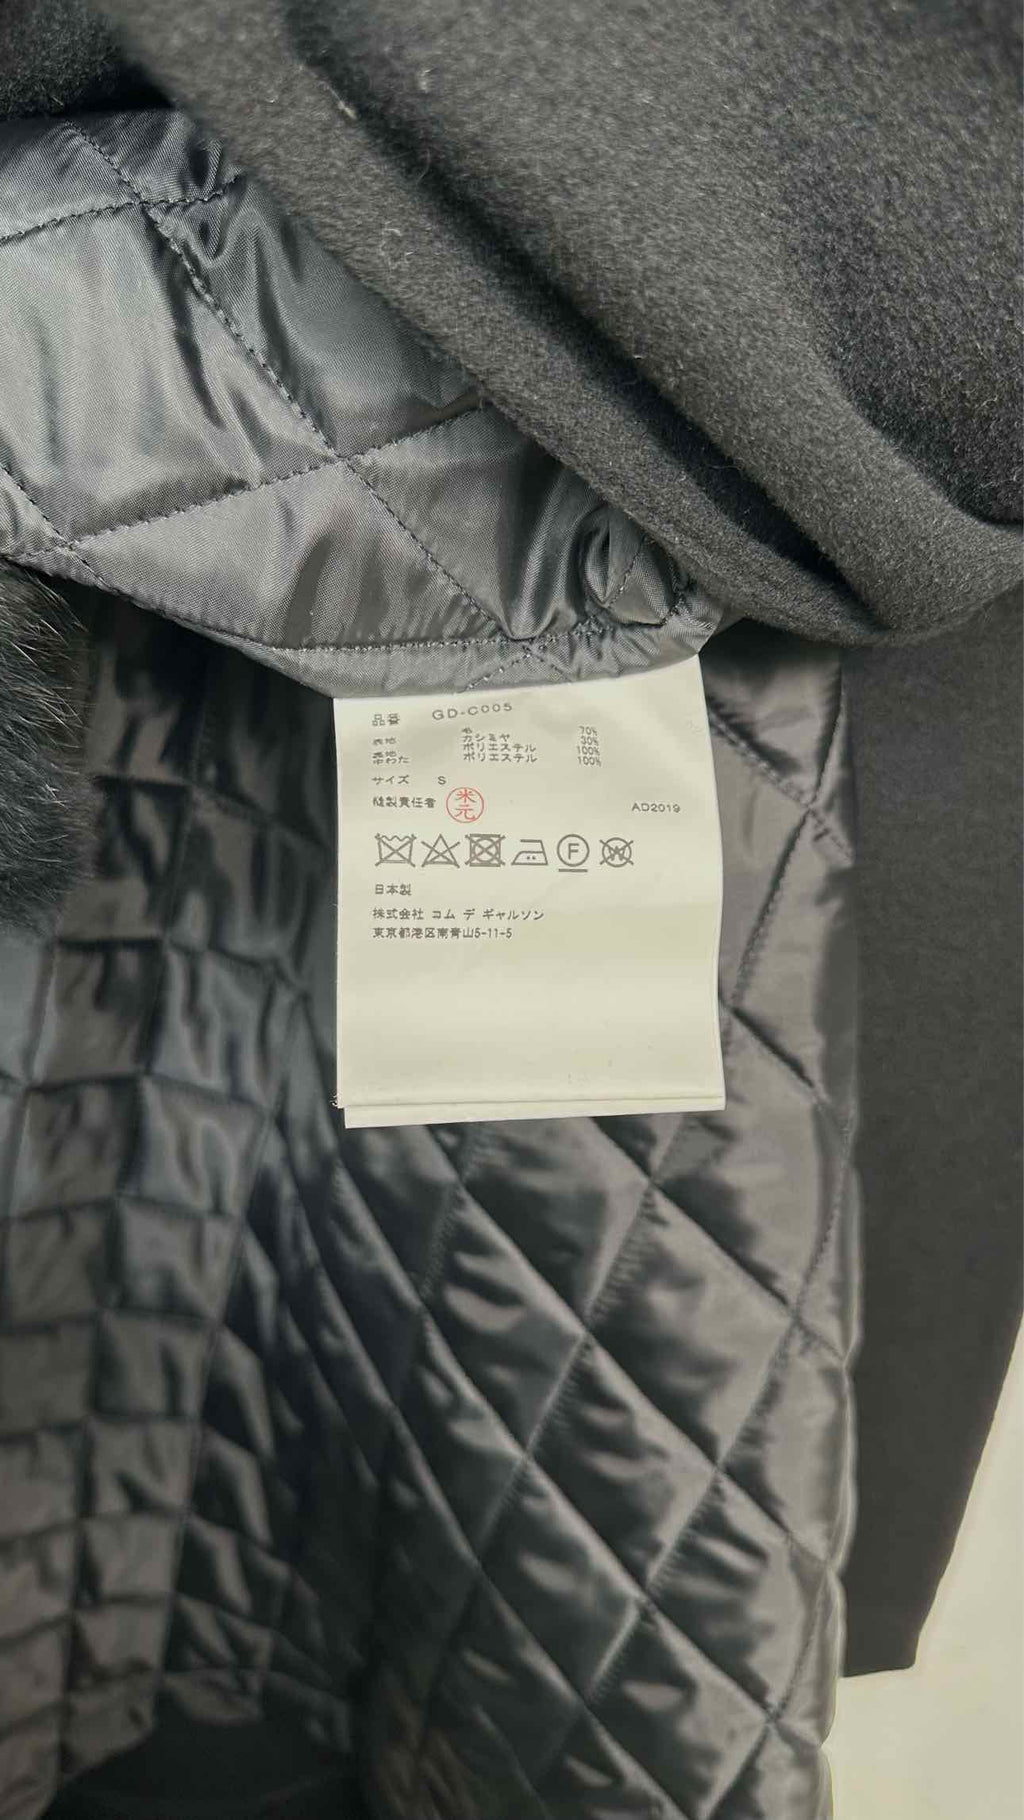 品番 GD-C005
表地 毛 70%
カシミヤ 30%
裏地 ポリエステル 100%
中わた ポリエステル 100%
サイズ S
縫製責任者 米元 AD2019
F W
日本製
株式会社 コム デ ギャルソン
東京都港区南青山5-11-5